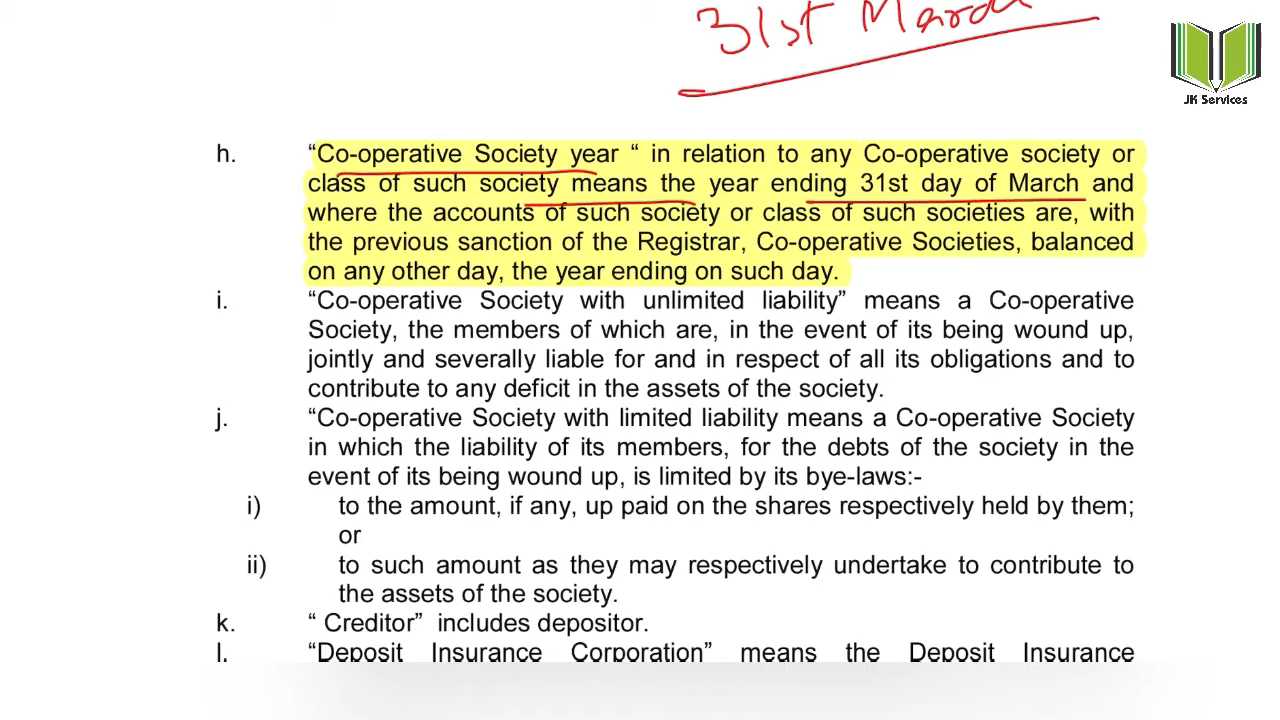 31st March
JK Services
h. “Co-operative Society year “ in relation to any Co-operative society or
class of such society means the year ending 31st day of March and
where the accounts of such society or class of such societies are, with
the previous sanction of the Registrar, Co-operative Societies, balanced
on any other day, the year ending on such day.
i. “Co-operative Society with unlimited liability” means a Co-operative
Society, the members of which are, in the event of its being wound up,
jointly and severally liable for and in respect of all its obligations and to
contribute to any deficit in the assets of the society.
j. “Co-operative Society with limited liability means a Co-operative Society
in which the liability of its members, for the debts of the society in the
event of its being wound up, is limited by its bye-laws:-
i) to the amount, if any, up paid on the shares respectively held by them;
or
ii) to such amount as they may respectively undertake to contribute to
the assets of the society.
k. “ Creditor” includes depositor.
l. “Deposit Insurance Corporation” means the Deposit Insurance